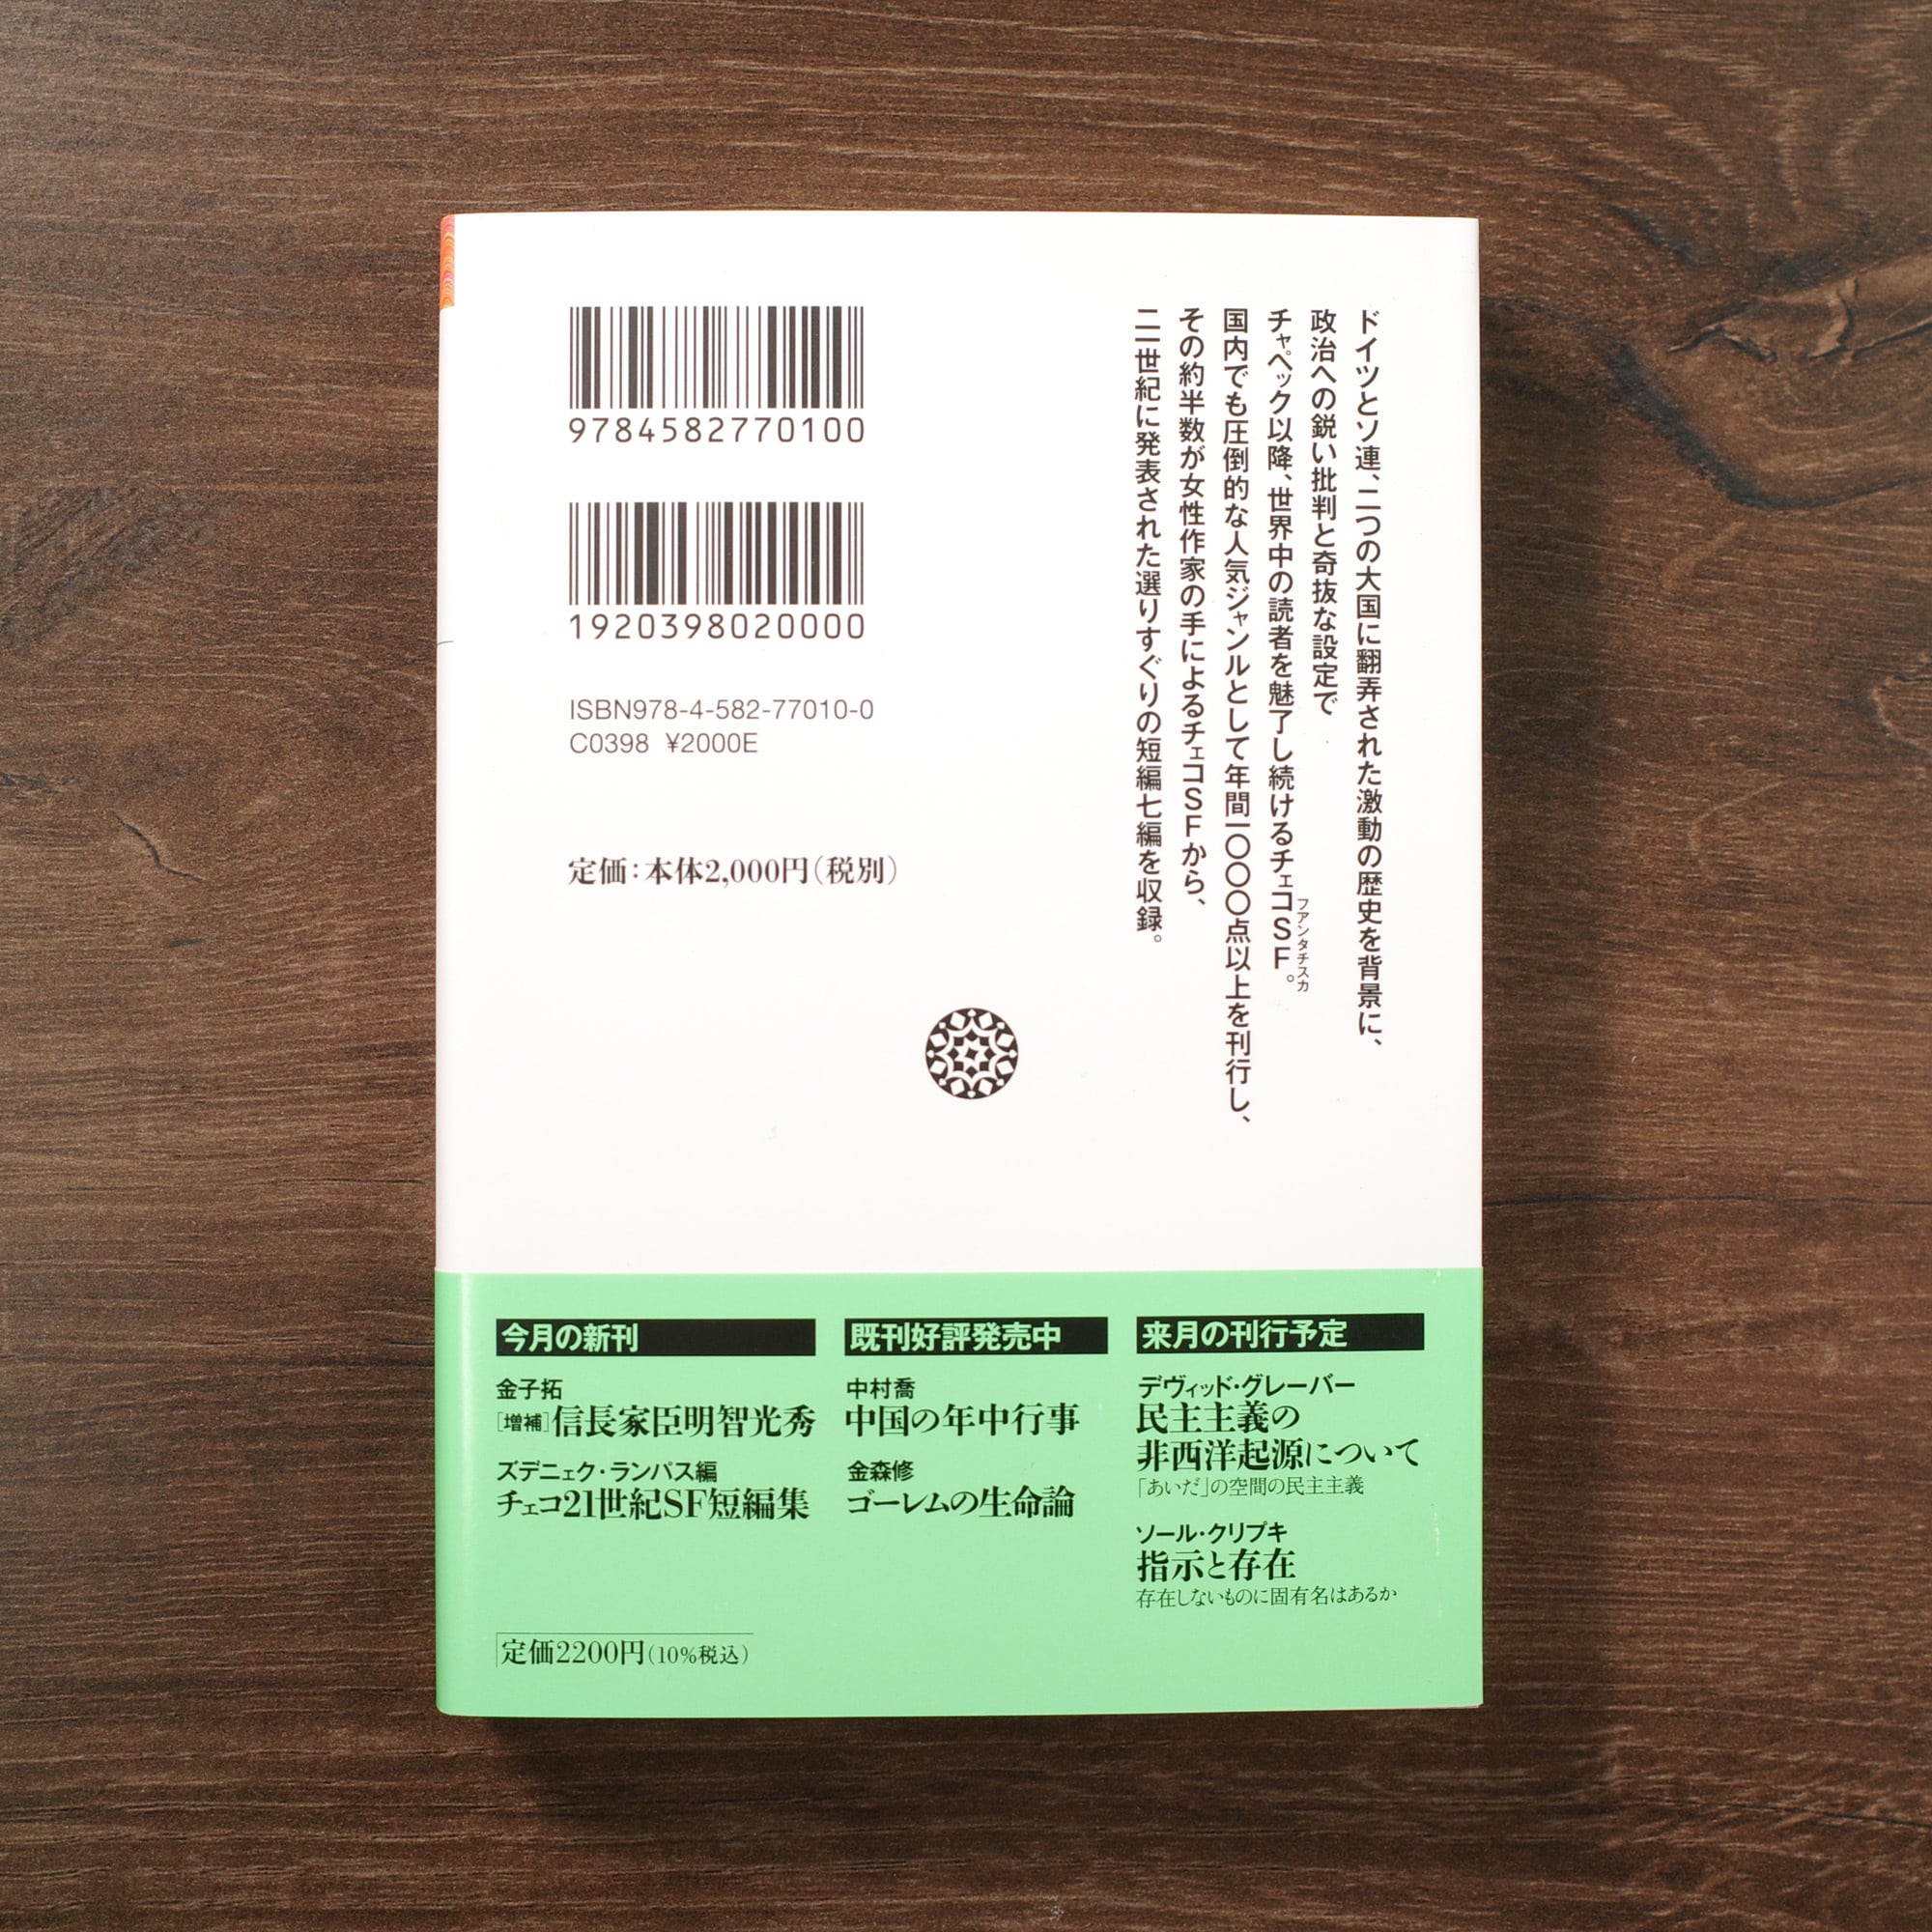 ドイツとソ連、二つの大国に翻弄された激動の歴史を背景に、
政治への鋭い批判と奇抜な設定で
チャペック以降、世界中の読者を魅了し続けるチェコSF。
ファンタチスカ
国内でも圧倒的な人気ジャンルとして年間一〇〇〇点以上を刊行し、
その約半数が女性作家の手によるチェコSFから、
二一世紀に発表された選りすぐりの短編七編を収録。
9784582770100
1920398020000
ISBN978-4-582-77010-0
C0398 ¥2000E
定価：本体2,000円（税別）
今月の新刊
金子拓
［増補］信長家臣明智光秀
ズデニェク・ランパス編
チェコ21世紀SF短編集
既刊好評発売中
中村喬
中国の年中行事
金森修
ゴーレムの生命論
来月の刊行予定
デヴィッド・グレーバー
民主主義の
非西洋起源について
「あいだ」の空間の民主主義
ソール・クリプキ
指示と存在
存在しないものに固有名はあるか
定価2200円（10%税込）